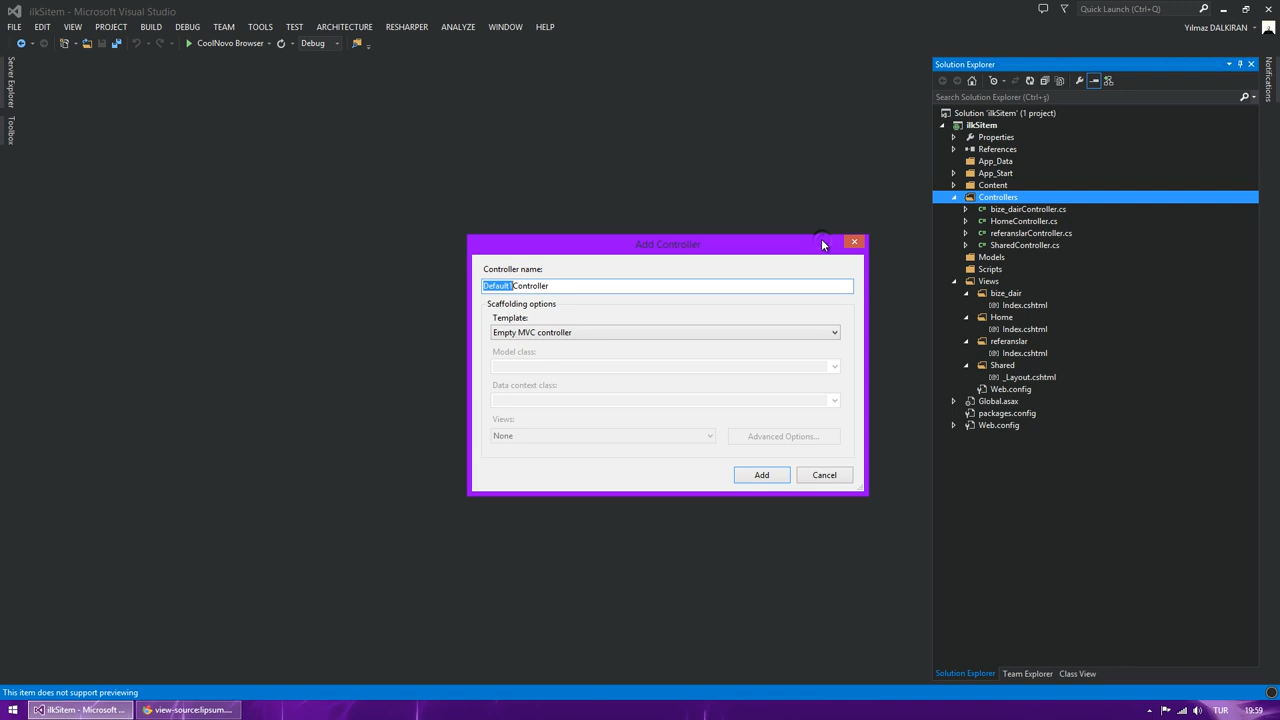 ilkSitem - Microsoft Visual Studio
Quick Launch (Ctrl+Q)
FILE EDIT VIEW PROJECT BUILD DEBUG TEAM TOOLS TEST ARCHITECTURE RESHARPER ANALYZE WINDOW HELP
Yılmaz DALKIRAN
CoolNovo Browser
Debug
Server Explorer
Toolbox
Notifications
Solution Explorer
Search Solution Explorer (Ctrl+ş)
Solution 'ilkSitem' (1 project)
ilkSitem
Properties
References
App_Data
App_Start
Content
Controllers
bize_dairController.cs
HomeController.cs
referanslarController.cs
SharedController.cs
Models
Scripts
Views
bize_dair
Index.cshtml
Home
Index.cshtml
referanslar
Index.cshtml
Shared
_Layout.cshtml
Web.config
Global.asax
packages.config
Web.config
Add Controller
Controller name:
Default1Controller
Scaffolding options
Template:
Empty MVC controller
Model class:
Data context class:
Views:
None
Advanced Options...
Add
Cancel
Solution Explorer Team Explorer Class View
This item does not support previewing
ilkSitem - Microsoft ...
view-source:lipsum....
TUR
19:59